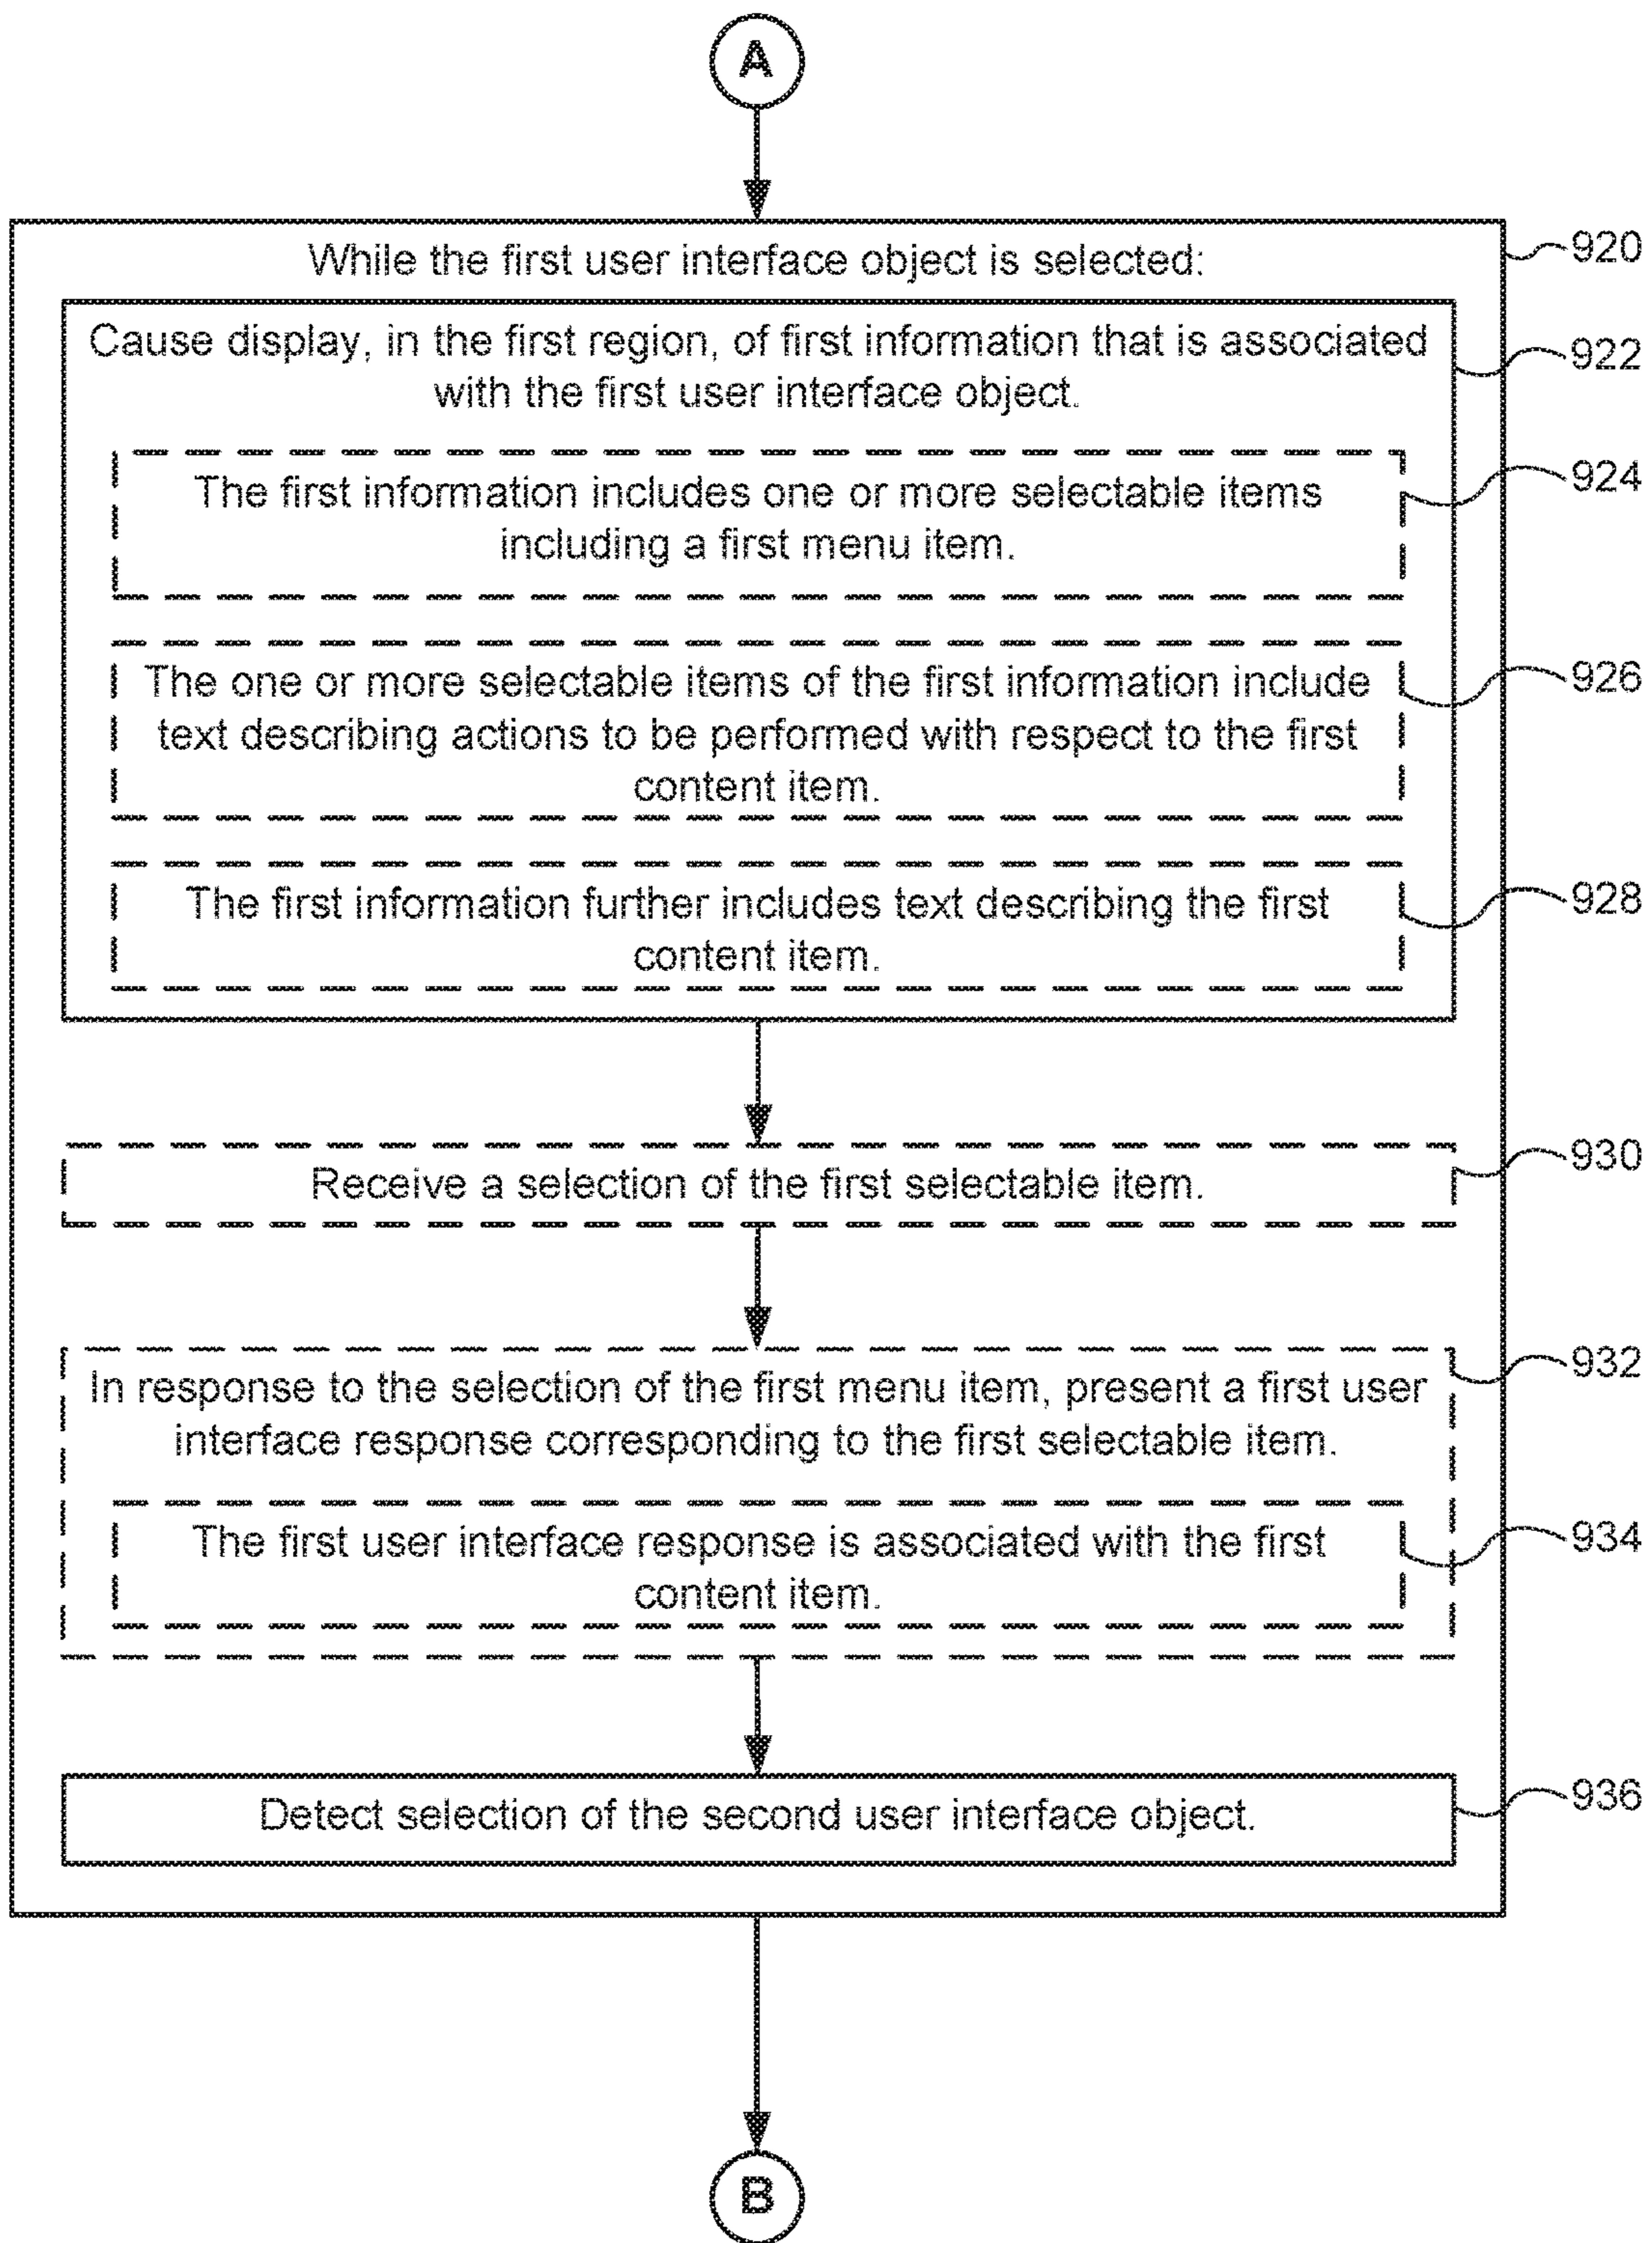 A
While the first user interface object is selected:
920
Cause display, in the first region, of first information that is associated
with the first user interface object.
922
The first information includes one or more selectable items
including a first menu item.
924
The one or more selectable items of the first information include
text describing actions to be performed with respect to the first
content item.
926
The first information further includes text describing the first
content item.
928
Receive a selection of the first selectable item.
930
In response to the selection of the first menu item, present a first user
interface response corresponding to the first selectable item.
932
The first user interface response is associated with the first
content item.
934
Detect selection of the second user interface object.
936
B